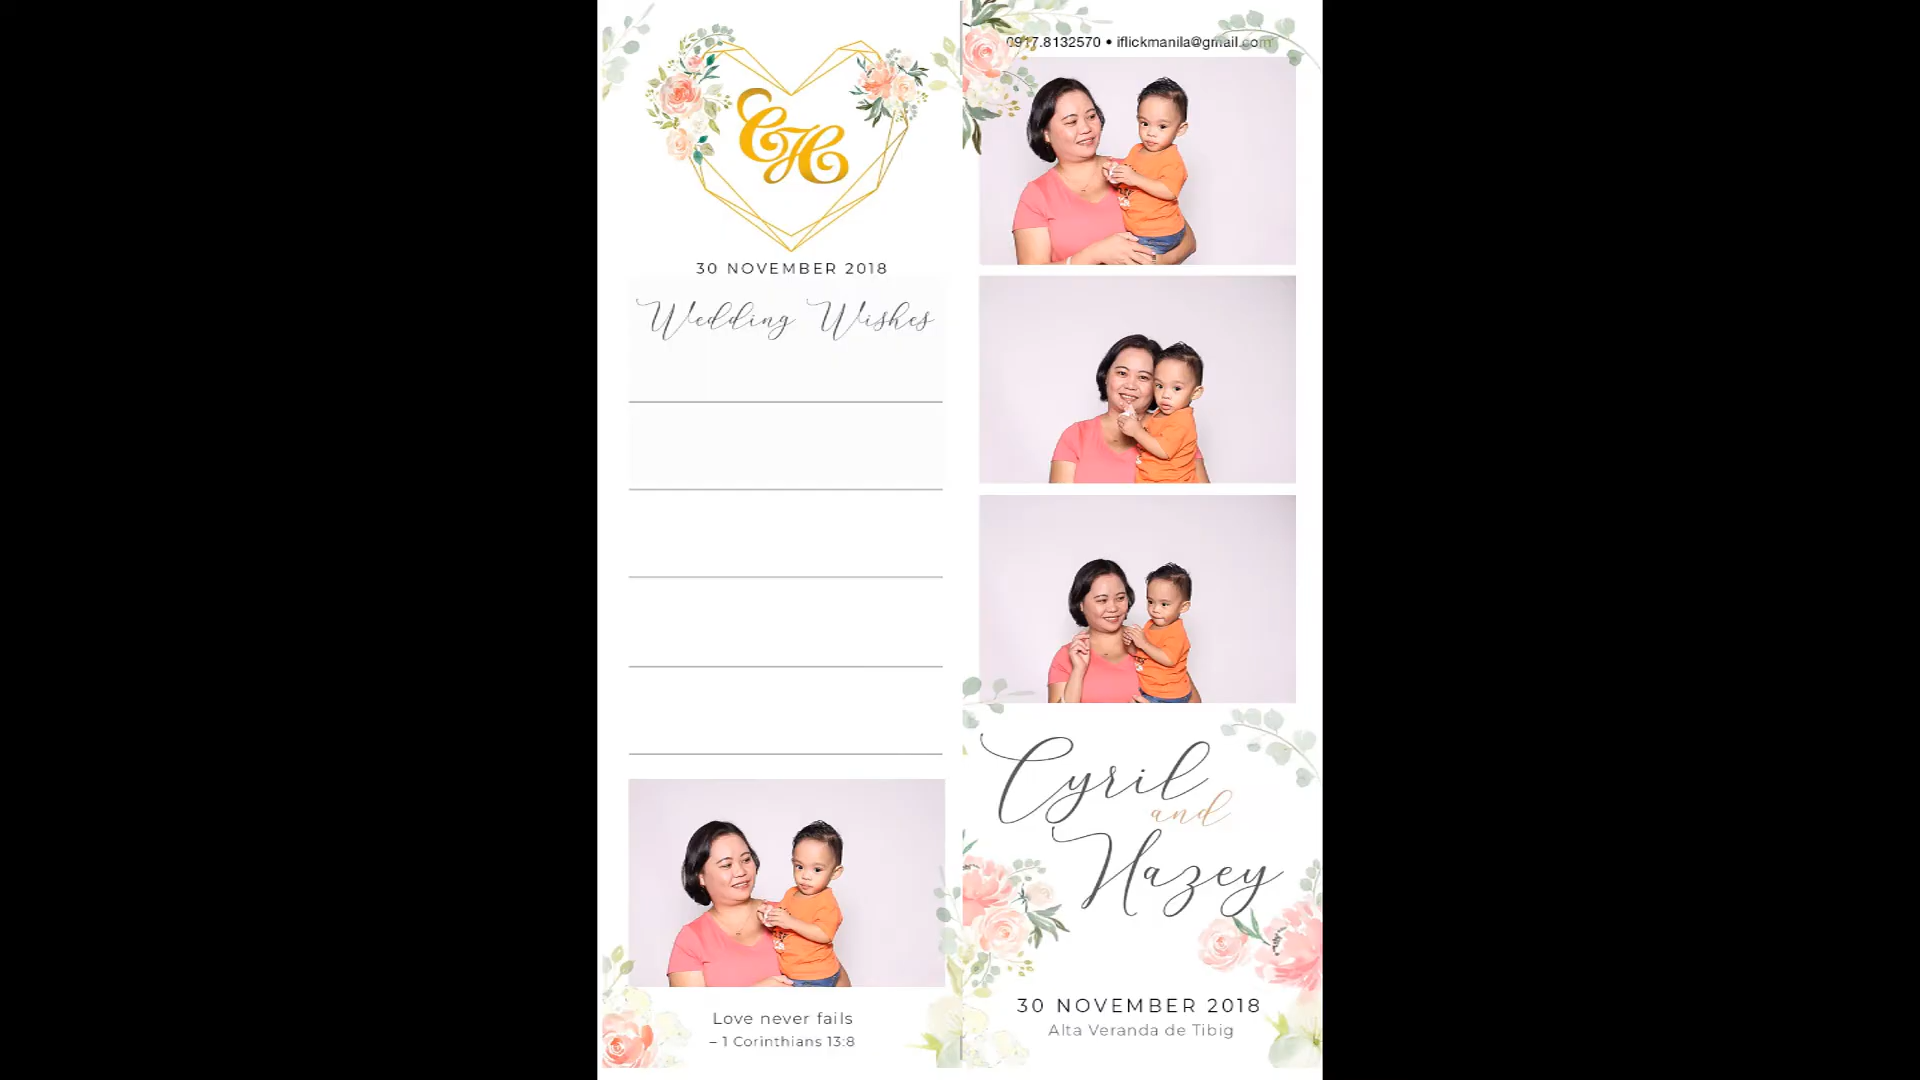 CH
30 NOVEMBER 2018
Wedding Wishes
Love never fails
– 1 Corinthians 13:8
0917.8132570 • iflickmanila@gmail.com
Cyril
and
Hazey
30 NOVEMBER 2018
Alta Veranda de Tibig